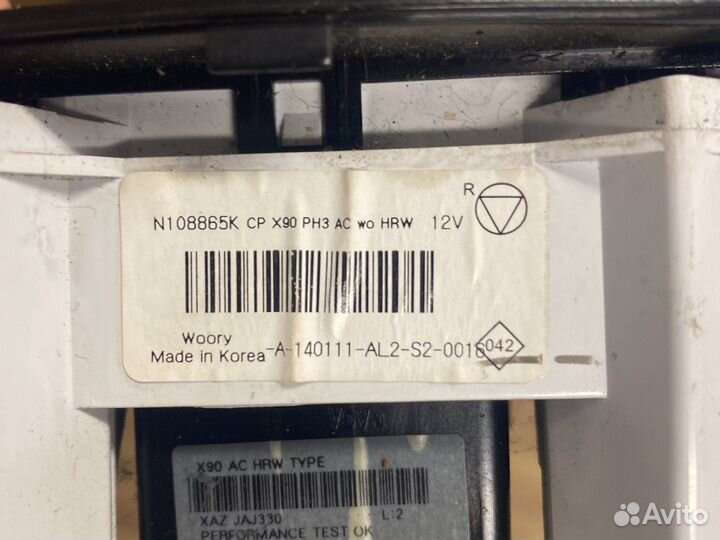 N108865K CP X90 PH3 AC wo HRW 12V R
Woory
Made in Korea -A-140111-AL2-S2-0016 042
X90 AC HRW TYPE
XAZ JAJ330 L:2
PERFORMANCE TEST OK
Avito